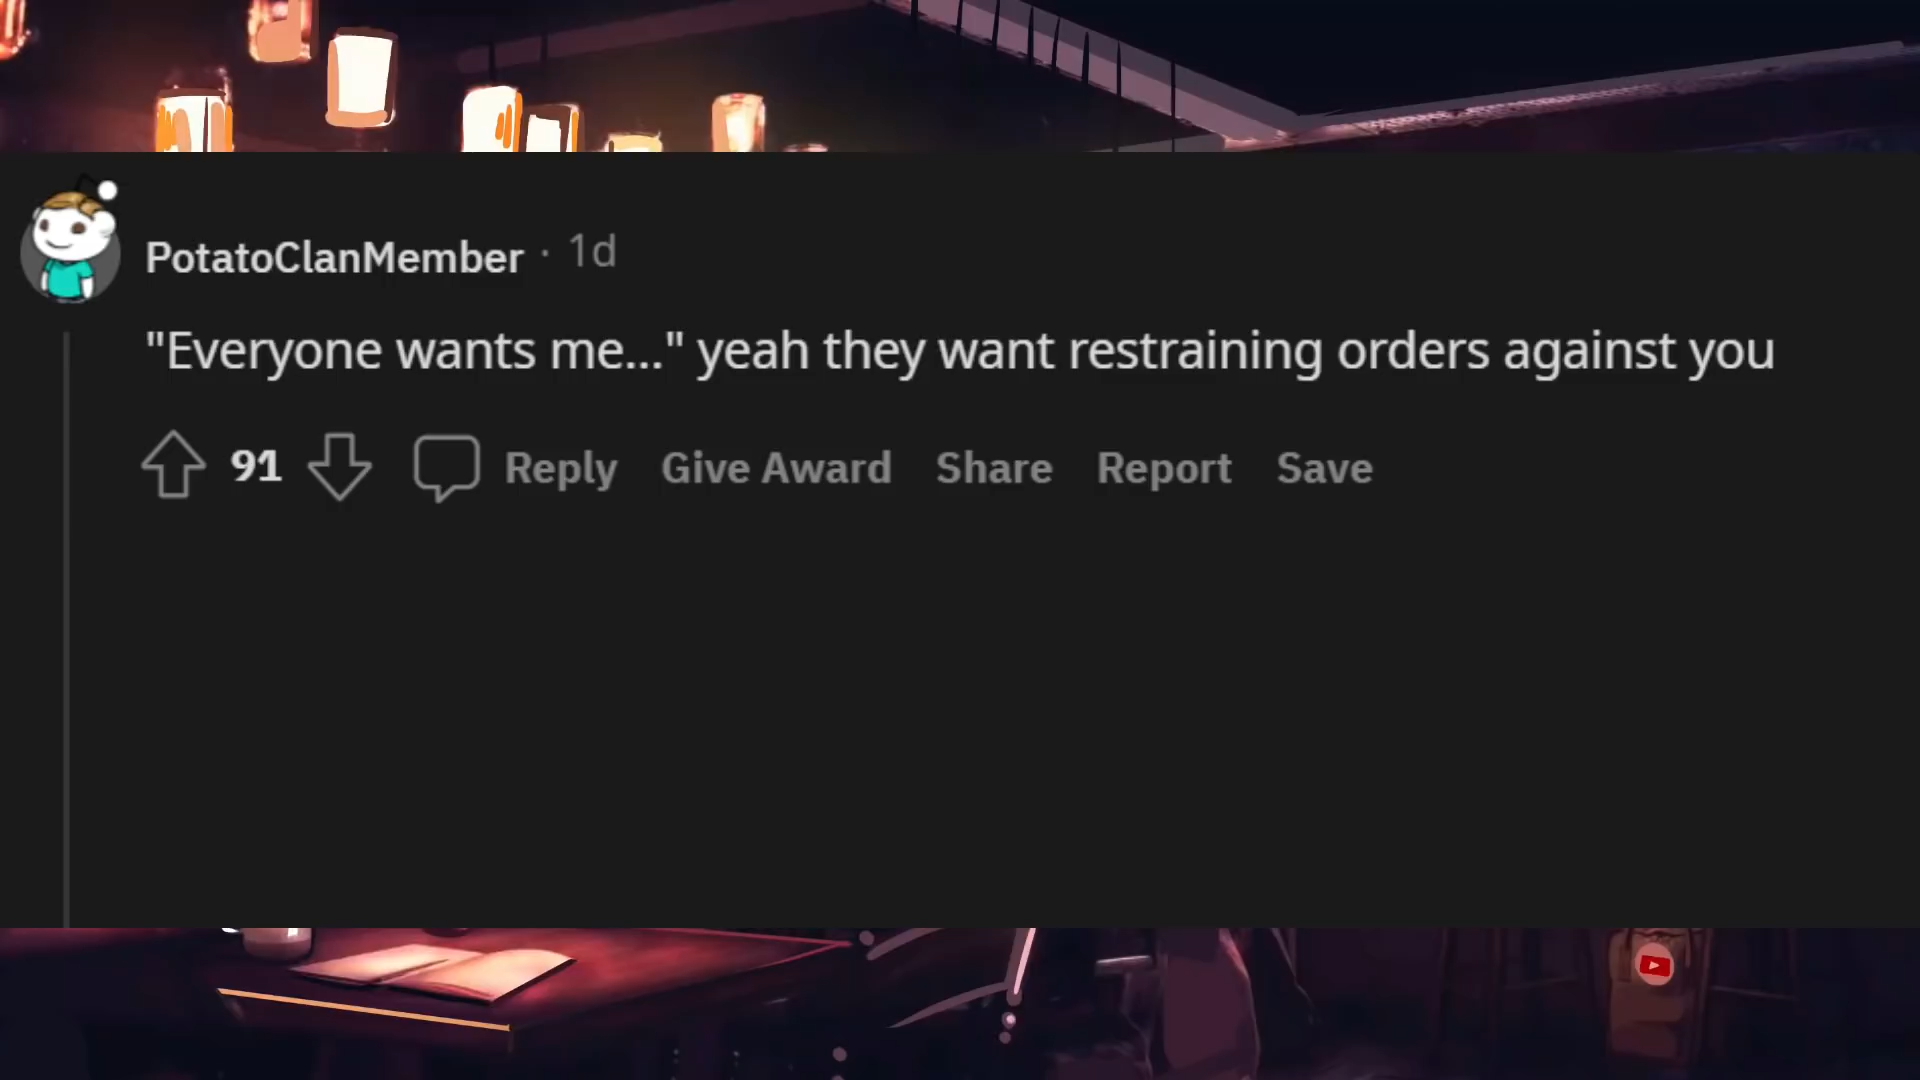 PotatoClanMember · 1d
"Everyone wants me..." yeah they want restraining orders against you
91 Reply Give Award Share Report Save